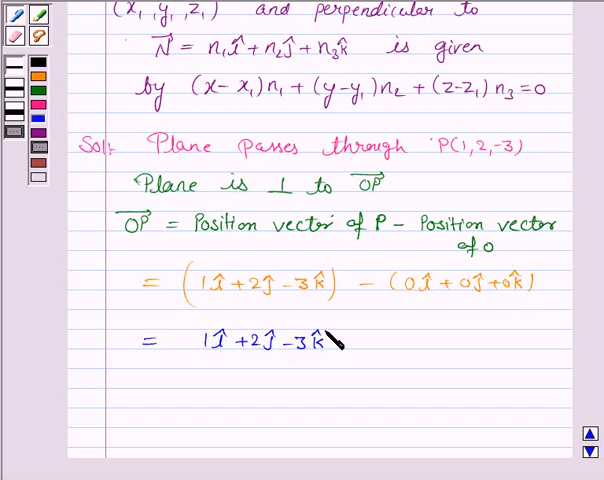 (x₁, y₁, z₁) and perpendicular to
N⃗ = n₁î + n₂ĵ + n₃k̂ is given
by (x-x₁)n₁ + (y-y₁)n₂ + (z-z₁)n₃ = 0
Sol: Plane passes through P(1,2,-3)
Plane is ⊥ to OP⃗
OP⃗ = Position vector of P - Position vector
of O
= (1î + 2ĵ - 3k̂) - (0î + 0ĵ + 0k̂)
= 1î + 2ĵ - 3k̂